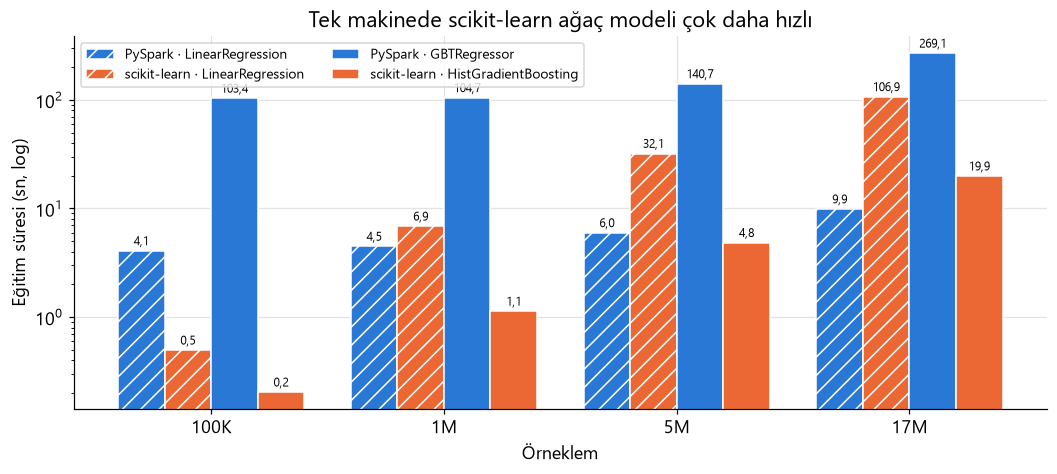 Tek makinede scikit-learn ağaç modeli çok daha hızlı
PySpark · LinearRegression
scikit-learn · LinearRegression
PySpark · GBTRegressor
scikit-learn · HistGradientBoosting
Eğitim süresi (sn, log)
10²
10¹
10⁰
4,1
0,5
103,4
0,2
4,5
6,9
104,7
1,1
6,0
32,1
140,7
4,8
9,9
106,9
269,1
19,9
100K
1M
5M
17M
Örneklem